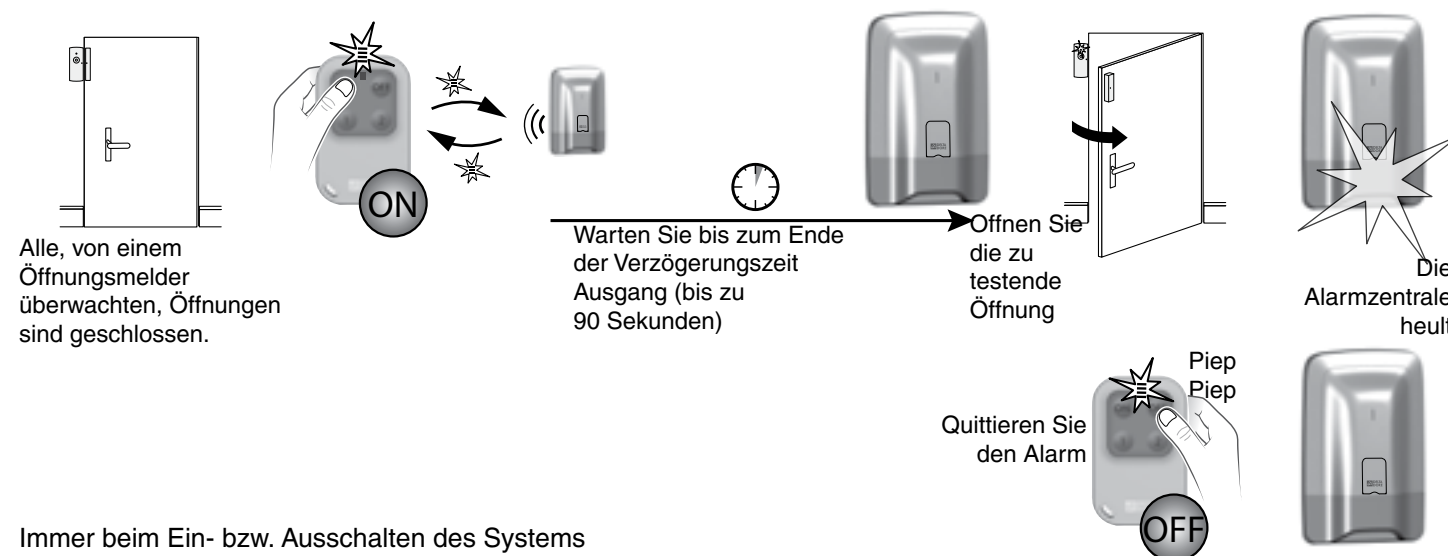 ON
Alle, von einem
Öffnungsmelder
überwachten, Öffnungen
sind geschlossen.
Warten Sie bis zum Ende
der Verzögerungszeit
Ausgang (bis zu
90 Sekunden)
Öffnen Sie
die zu
testende
Öffnung
Die
Alarmzentrale
heult
Piep
Piep
Quittieren Sie
den Alarm
OFF
Immer beim Ein- bzw. Ausschalten des Systems